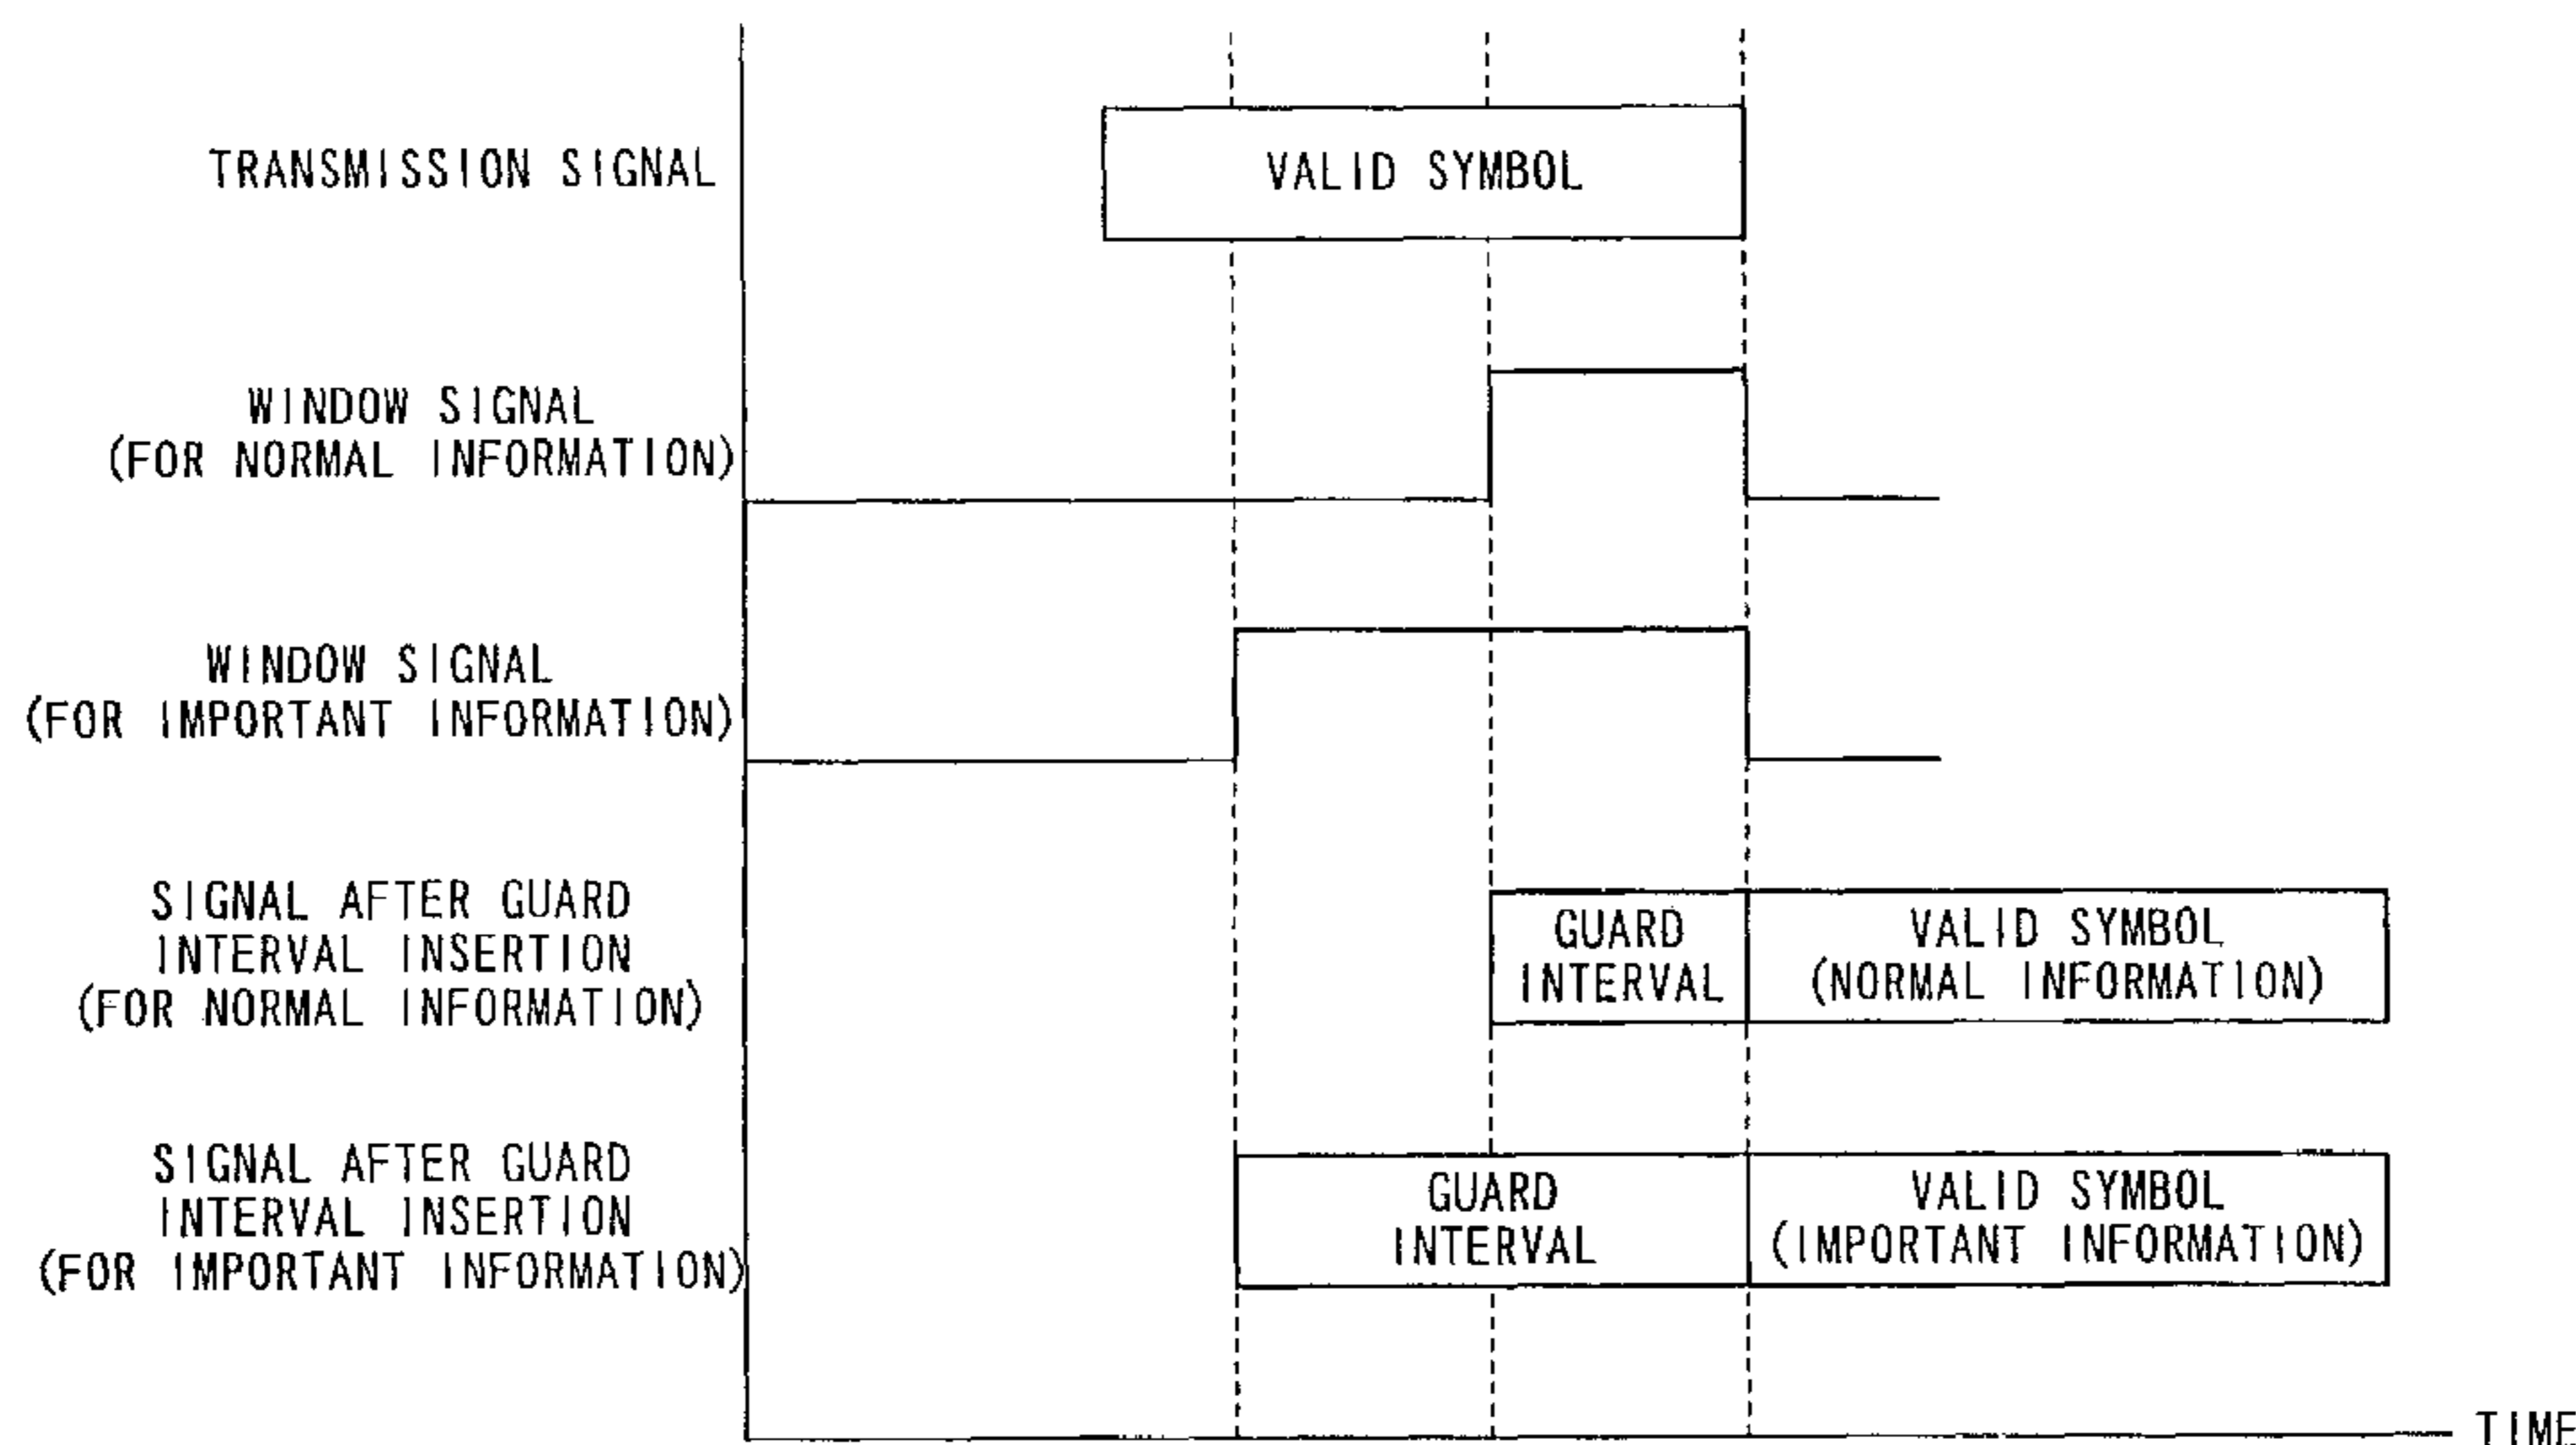 TRANSMISSION SIGNAL
VALID SYMBOL
WINDOW SIGNAL
(FOR NORMAL INFORMATION)
WINDOW SIGNAL
(FOR IMPORTANT INFORMATION)
SIGNAL AFTER GUARD
INTERVAL INSERTION
(FOR NORMAL INFORMATION)
GUARD
INTERVAL
VALID SYMBOL
(NORMAL INFORMATION)
SIGNAL AFTER GUARD
INTERVAL INSERTION
(FOR IMPORTANT INFORMATION)
GUARD
INTERVAL
VALID SYMBOL
(IMPORTANT INFORMATION)
TIME